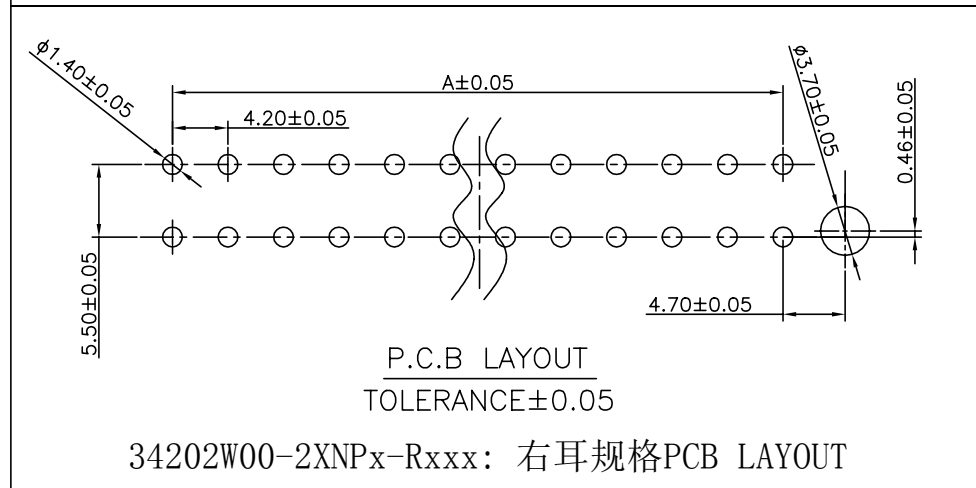 φ1.40±0.05
A±0.05
4.20±0.05
φ3.70±0.05
0.46±0.05
5.50±0.05
4.70±0.05
P.C.B LAYOUT
TOLERANCE±0.05
34202W00-2XNPx-Rxxx: 右耳规格PCB LAYOUT